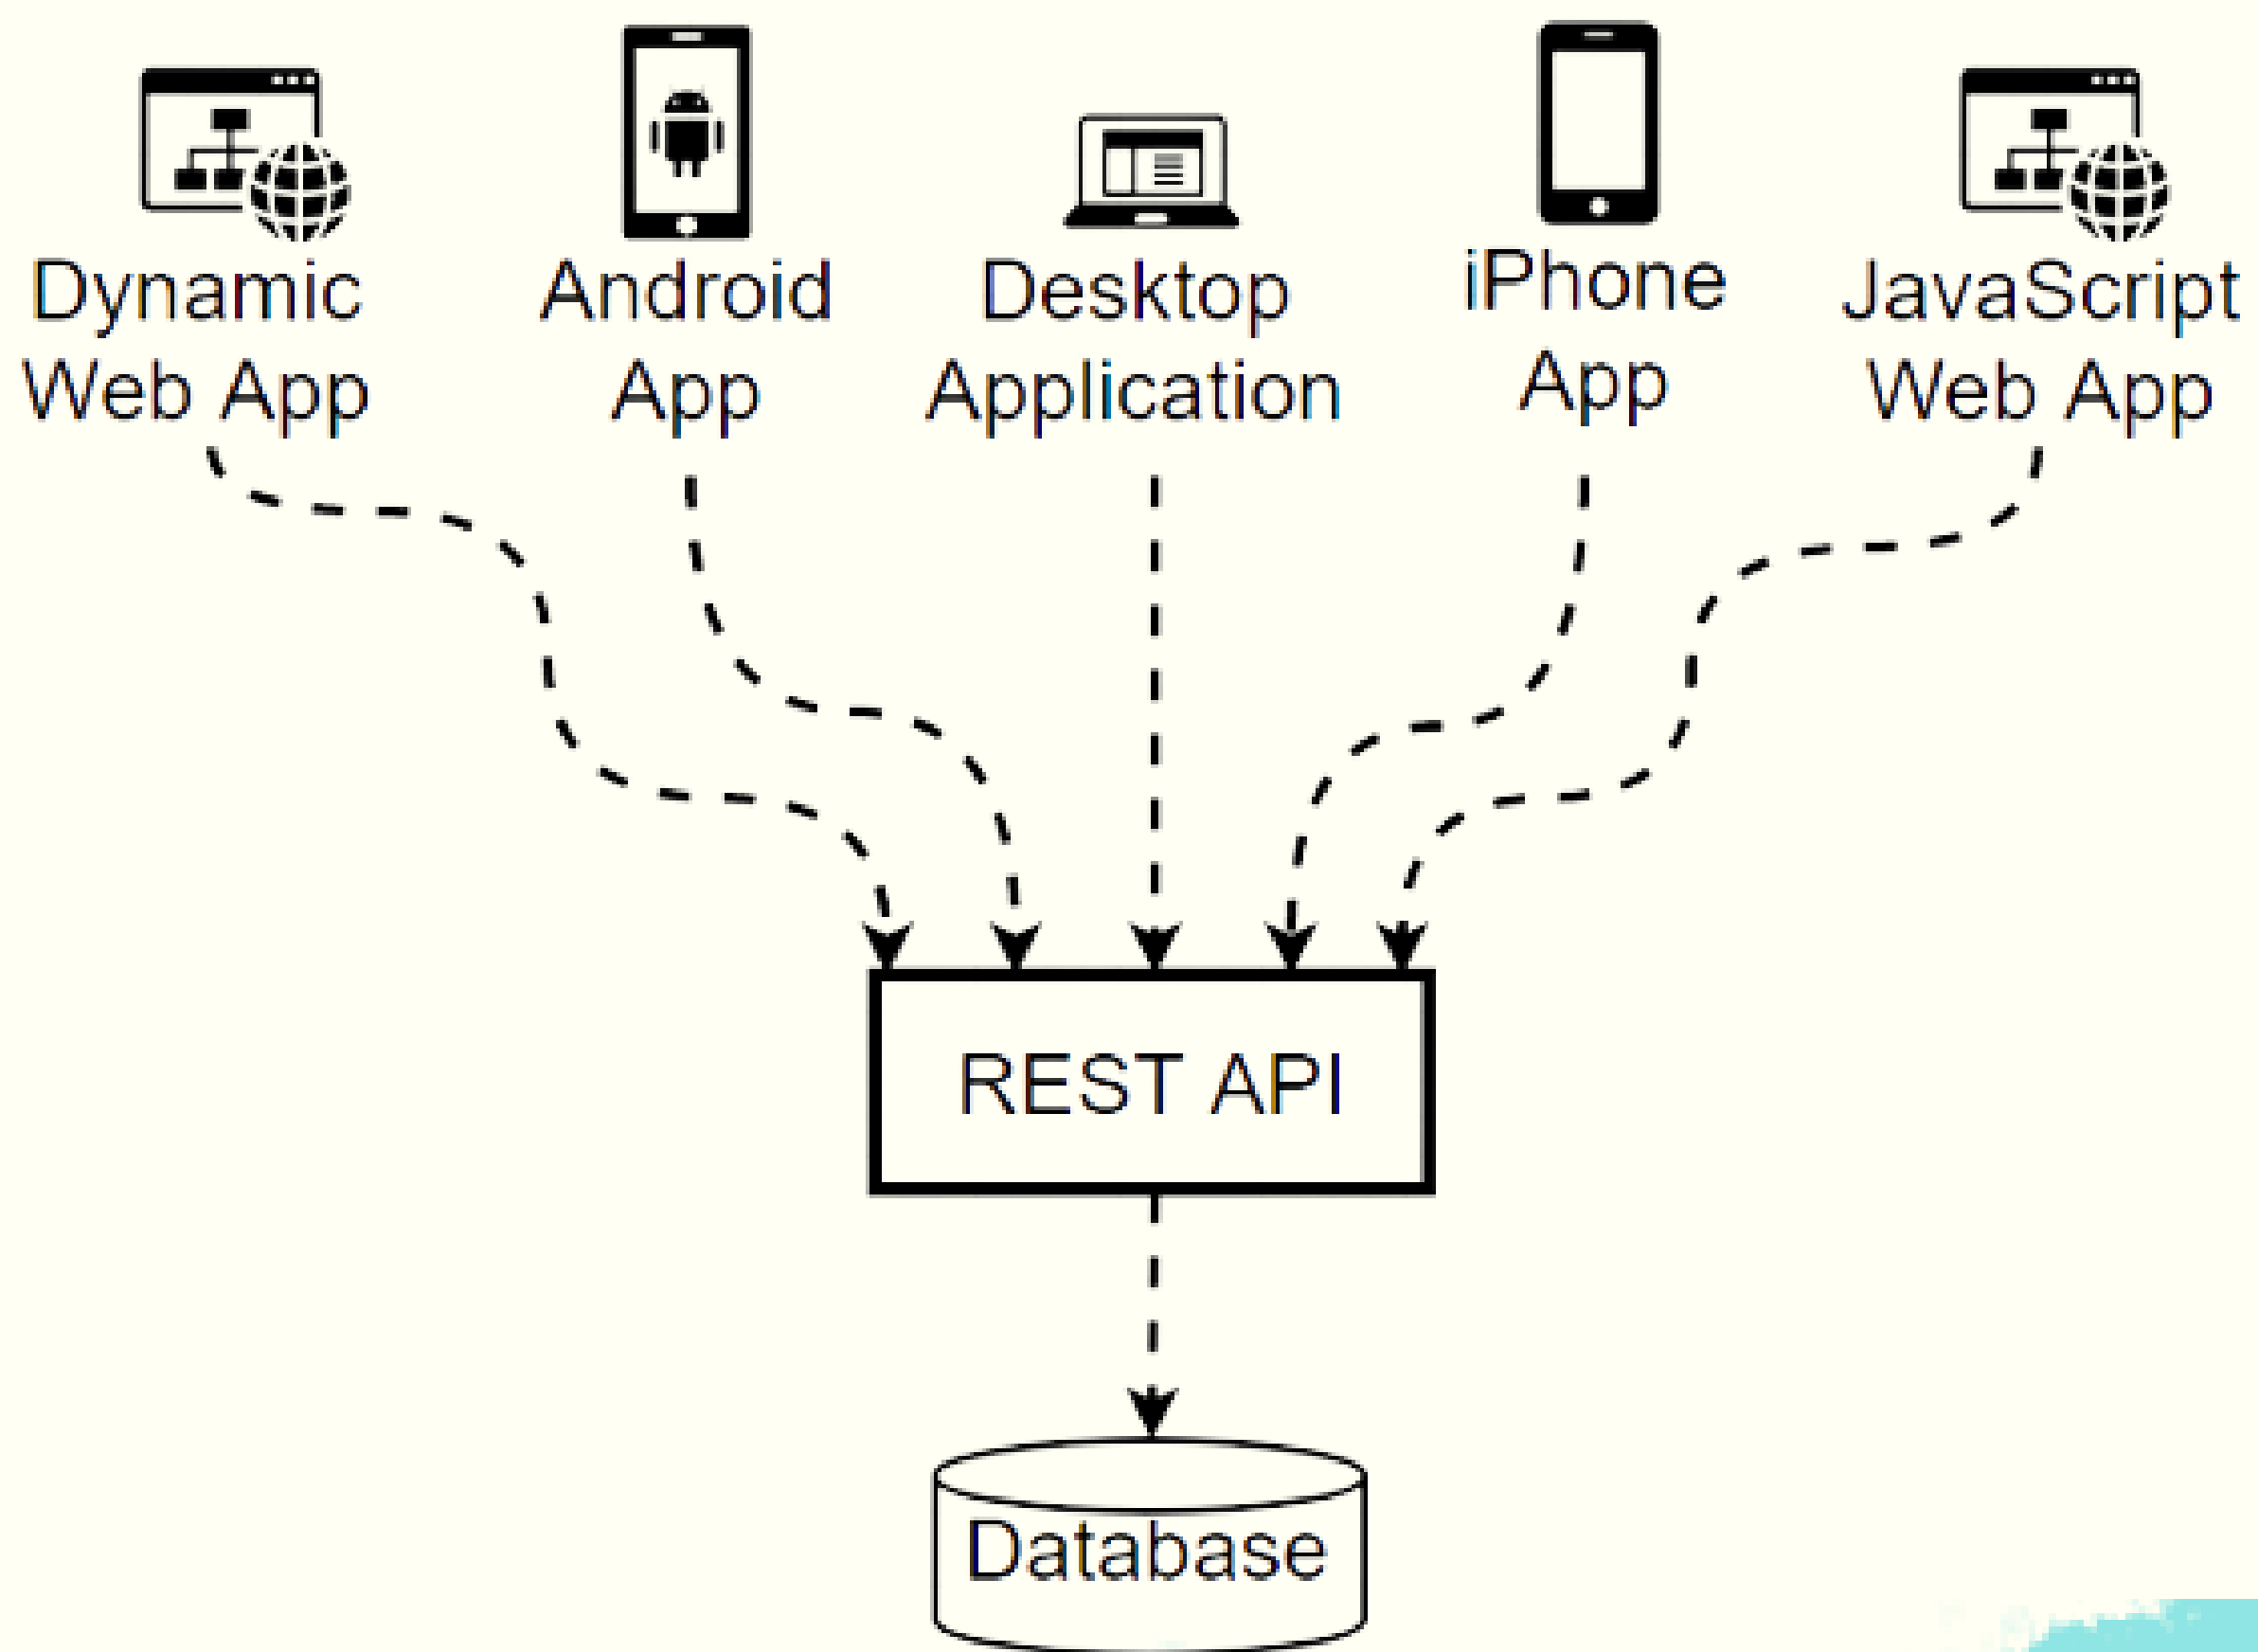 Dynamic
Web App
Android
App
Desktop
Application
iPhone
App
JavaScript
Web App
REST API
Database